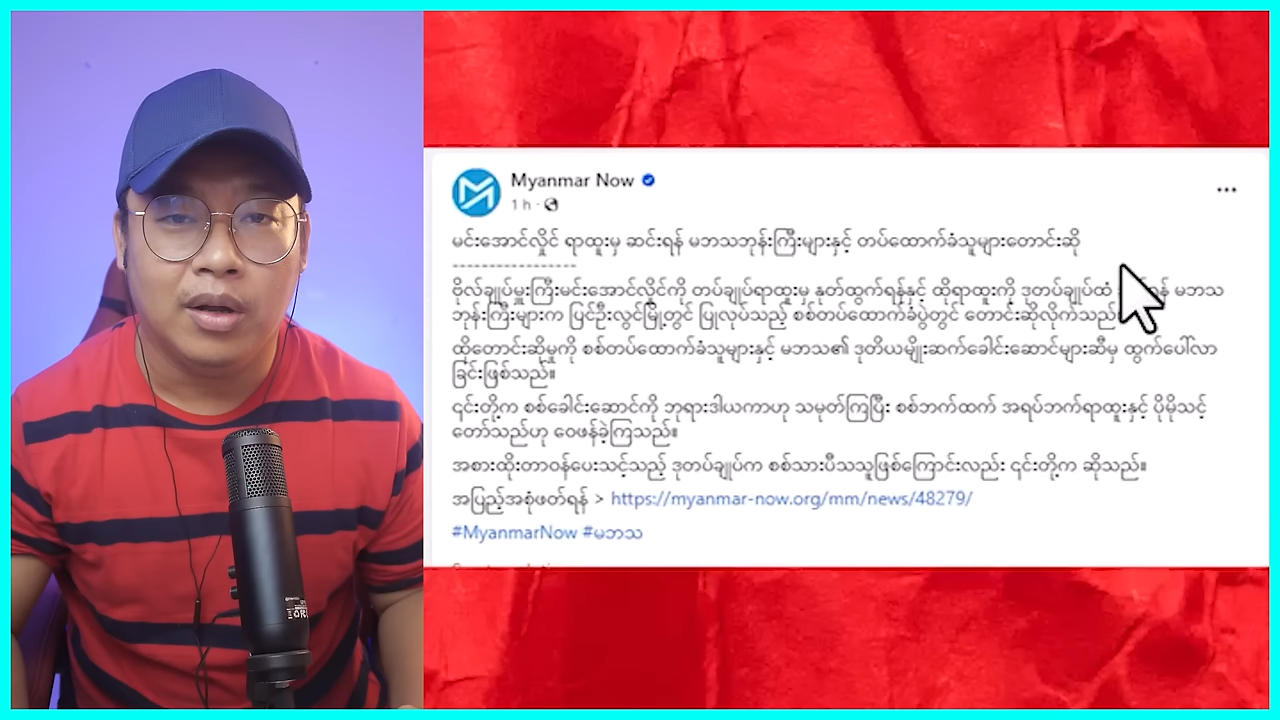 Myanmar Now
1 h ·
မင်းအောင်လှိုင် ရာထူးမှ ဆင်းရန် မဘသဘုန်းကြီးများနှင့် တပ်ထောက်ခံသူများတောင်းဆို
-----------------
ဗိုလ်ချုပ်မှူးကြီးမင်းအောင်လှိုင်ကို တပ်ချုပ်ရာထူးမှ နုတ်ထွက်ရန်နှင့် ထိုရာထူးကို ဒုတပ်ချုပ်ထံ မဘသ
ဘုန်းကြီးများက ပြင်ဦးလွင်မြို့တွင် ပြုလုပ်သည့် စစ်တပ်ထောက်ခံပွဲတွင် တောင်းဆိုလိုက်သည်
ထိုတောင်းဆိုမှုကို စစ်တပ်ထောက်ခံသူများနှင့် မဘသ၏ ဒုတိယမျိုးဆက်ခေါင်းဆောင်များဆီမှ ထွက်ပေါ်လာ
ခြင်းဖြစ်သည်။
၎င်းတို့က စစ်ခေါင်းဆောင်ကို ဘုရားဒါယကာဟု သမုတ်ကြပြီး စစ်ဘက်ထက် အရပ်ဘက်ရာထူးနှင့် ပိုမိုသင့်
တော်သည်ဟု ဝေဖန်ခဲ့ကြသည်။
အစားထိုးတာဝန်ပေးသင့်သည့် ဒုတပ်ချုပ်က စစ်သားပီသသူဖြစ်ကြောင်းလည်း ၎င်းတို့က ဆိုသည်။
အပြည့်အစုံဖတ်ရန် > https://myanmar-now.org/mm/news/48279/
#MyanmarNow #မဘသ